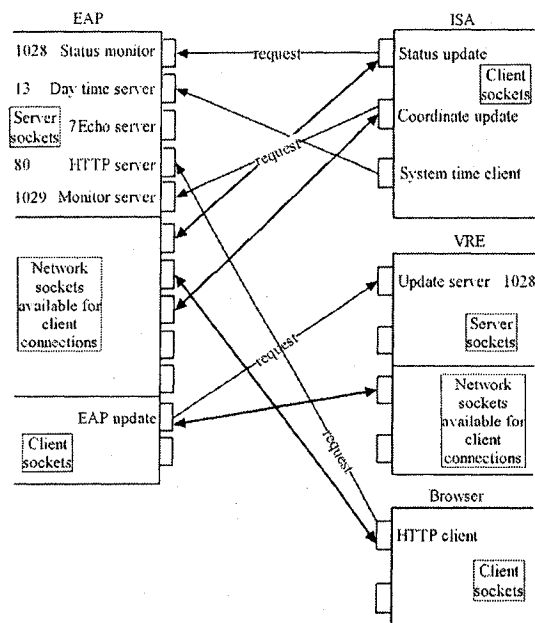 EAP
1028 Status monitor
13 Day time server
Server
sockets
7Echo server
80 HTTP server
1029 Monitor server
Network
sockets
available for
client
connections
EAP update
Client
sockets
request
request
request
request
ISA
Status update
Client
sockets
Coordinate update
System time client
VRE
Update server 1028
Server
sockets
Network
sockets
available for
client
connections
Browser
HTTP client
Client
sockets